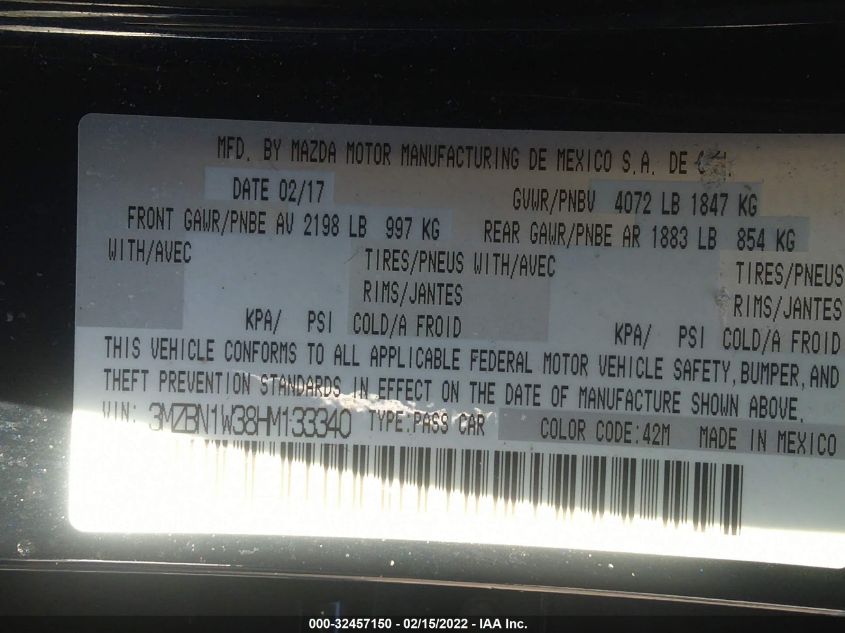 MFD. BY MAZDA MOTOR MANUFACTURING DE MEXICO S.A. DE
DATE 02/17 GVWR/PNBV 4072 LB 1847 KG
FRONT GAWR/PNBE AV 2198 LB 997 KG REAR GAWR/PNBE AR 1883 LB 854 KG
WITH/AVEC TIRES/PNEUS WITH/AVEC TIRES/PNEUS
RIMS/JANTES RIMS/JANTES
KPA/ PSI COLD/A FROID KPA/ PSI COLD/A FROID
THIS VEHICLE CONFORMS TO ALL APPLICABLE FEDERAL MOTOR VEHICLE SAFETY, BUMPER, AND
THEFT PREVENTION STANDARDS IN EFFECT ON THE DATE OF MANUFACTURE SHOWN ABOVE.
VIN: 3MZBN1W38HM133340 TYPE:PASS CAR COLOR CODE:42M MADE IN MEXICO
000-32457150 - 02/15/2022 - IAA Inc.